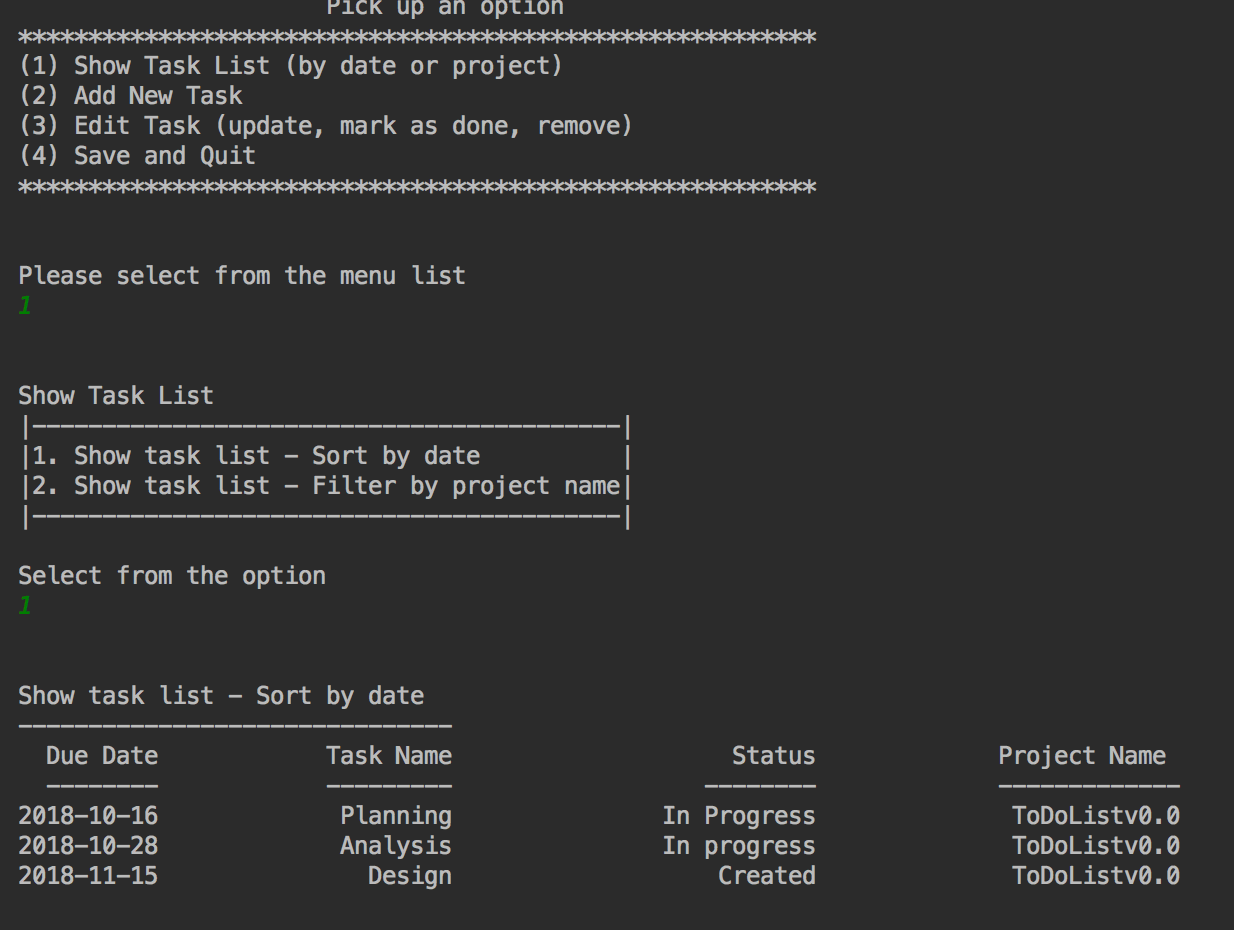 Pick up an option
*********************************************************
(1) Show Task List (by date or project)
(2) Add New Task
(3) Edit Task (update, mark as done, remove)
(4) Save and Quit
*********************************************************
Please select from the menu list
1
Show Task List
|------------------------------------------|
|1. Show task list - Sort by date          |
|2. Show task list - Filter by project name|
|------------------------------------------|
Select from the option
1
Show task list - Sort by date
-------------------------------
  Due Date            Task Name                    Status             Project Name
  --------            ---------                  --------             -------------
2018-10-16             Planning               In Progress              ToDoListv0.0
2018-10-28             Analysis               In progress              ToDoListv0.0
2018-11-15               Design                   Created              ToDoListv0.0